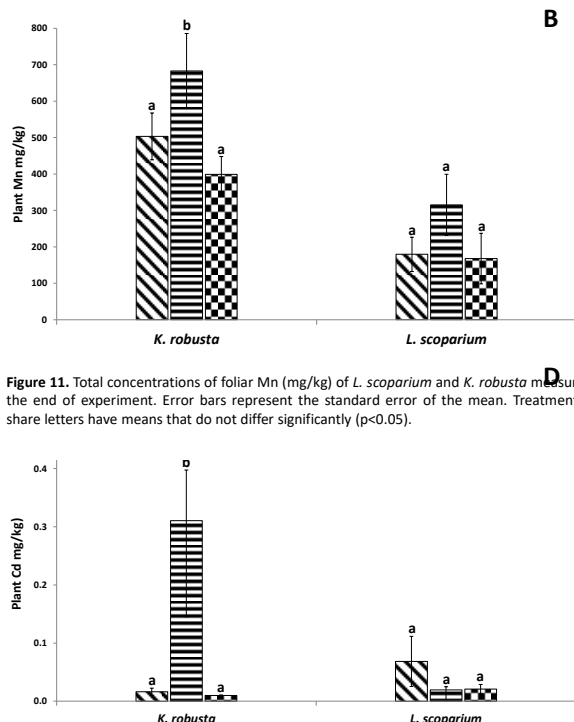 B
800
700
600
500
400
300
200
100
0
Plant Mn mg/kg)
a
b
a
a
a
a
K. robusta
L. scoparium
D
Figure 11. Total concentrations of foliar Mn (mg/kg) of L. scoparium and K. robusta
the end of experiment. Error bars represent the standard error of the mean.
share letters have means that do not differ significantly (p<0.05).
0.4
0.3
0.2
0.1
0.0
Plant Cd mg/kg)
a
b
a
a
a
a
K. robusta
L. scoparium